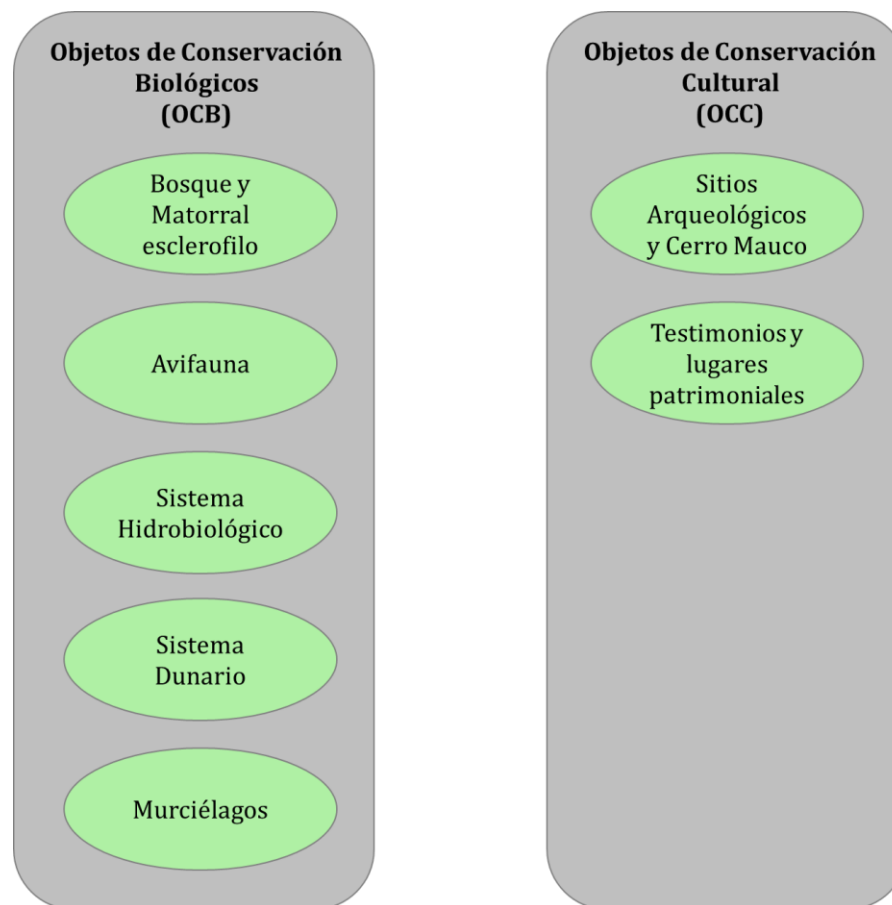 Objetos de Conservación
Biológicos
(OCB)
Bosque y
Matorral
esclerofilo
Avifauna
Sistema
Hidrobiológico
Sistema
Dunario
Murciélagos
Objetos de Conservación
Cultural
(OCC)
Sitios
Arqueológicos
y Cerro Mauco
Testimonios y
lugares
patrimoniales